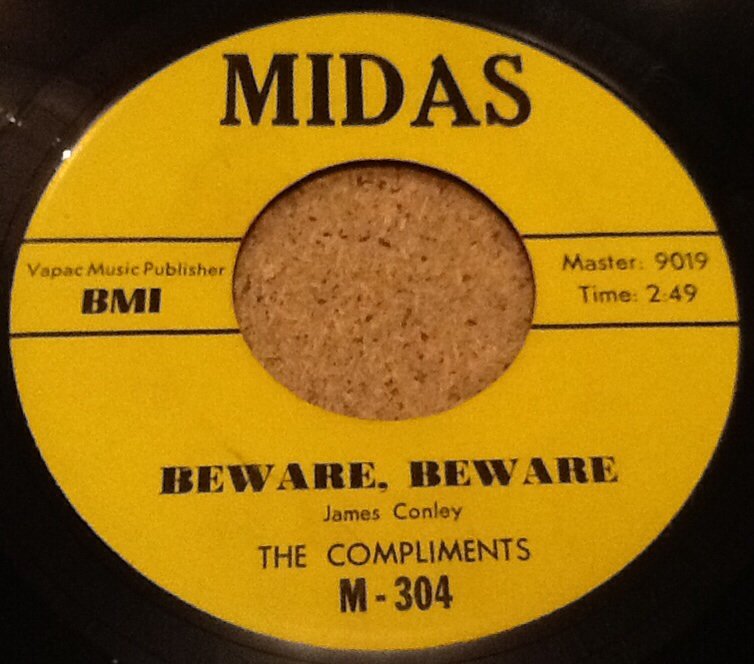 MIDAS
Vapac Music Publisher
BMI
Master: 9019
Time: 2:49
BEWARE, BEWARE
James Conley
THE COMPLIMENTS
M-304